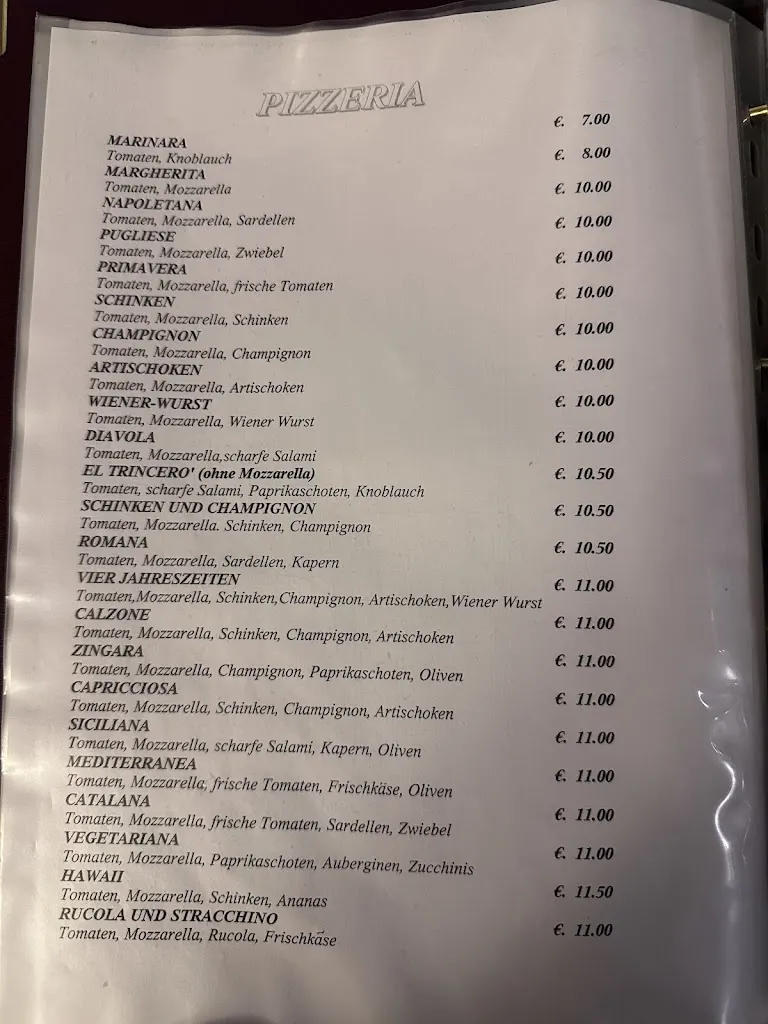 PIZZERIA
MARINARA €. 7.00
Tomaten, Knoblauch
MARGHERITA €. 8.00
Tomaten, Mozzarella
NAPOLETANA €. 10.00
Tomaten, Mozzarella, Sardellen
PUGLIESE €. 10.00
Tomaten, Mozzarella, Zwiebel
PRIMAVERA €. 10.00
Tomaten, Mozzarella, frische Tomaten
SCHINKEN €. 10.00
Tomaten, Mozzarella, Schinken
CHAMPIGNON €. 10.00
Tomaten, Mozzarella, Champignon
ARTISCHOKEN €. 10.00
Tomaten, Mozzarella, Artischoken
WIENER-WURST €. 10.00
Tomaten, Mozzarella, Wiener Wurst
DIAVOLA €. 10.00
Tomaten, Mozzarella,scharfe Salami
EL TRINCERO' (ohne Mozzarella) €. 10.50
Tomaten, scharfe Salami, Paprikaschoten, Knoblauch
SCHINKEN UND CHAMPIGNON €. 10.50
Tomaten, Mozzarella. Schinken, Champignon
ROMANA €. 10.50
Tomaten, Mozzarella, Sardellen, Kapern
VIER JAHRESZEITEN €. 11.00
Tomaten,Mozzarella, Schinken,Champignon, Artischoken,Wiener Wurst
CALZONE €. 11.00
Tomaten, Mozzarella, Schinken, Champignon, Artischoken
ZINGARA €. 11.00
Tomaten, Mozzarella, Champignon, Paprikaschoten, Oliven
CAPRICCIOSA €. 11.00
Tomaten, Mozzarella, Schinken, Champignon, Artischoken
SICILIANA €. 11.00
Tomaten, Mozzarella, scharfe Salami, Kapern, Oliven
MEDITERRANEA €. 11.00
Tomaten, Mozzarella, frische Tomaten, Frischkäse, Oliven
CATALANA €. 11.00
Tomaten, Mozzarella, frische Tomaten, Sardellen, Zwiebel
VEGETARIANA €. 11.00
Tomaten, Mozzarella, Paprikaschoten, Auberginen, Zucchinis
HAWAII €. 11.50
Tomaten, Mozzarella, Schinken, Ananas
RUCOLA UND STRACCHINO €. 11.00
Tomaten, Mozzarella, Rucola, Frischkäse